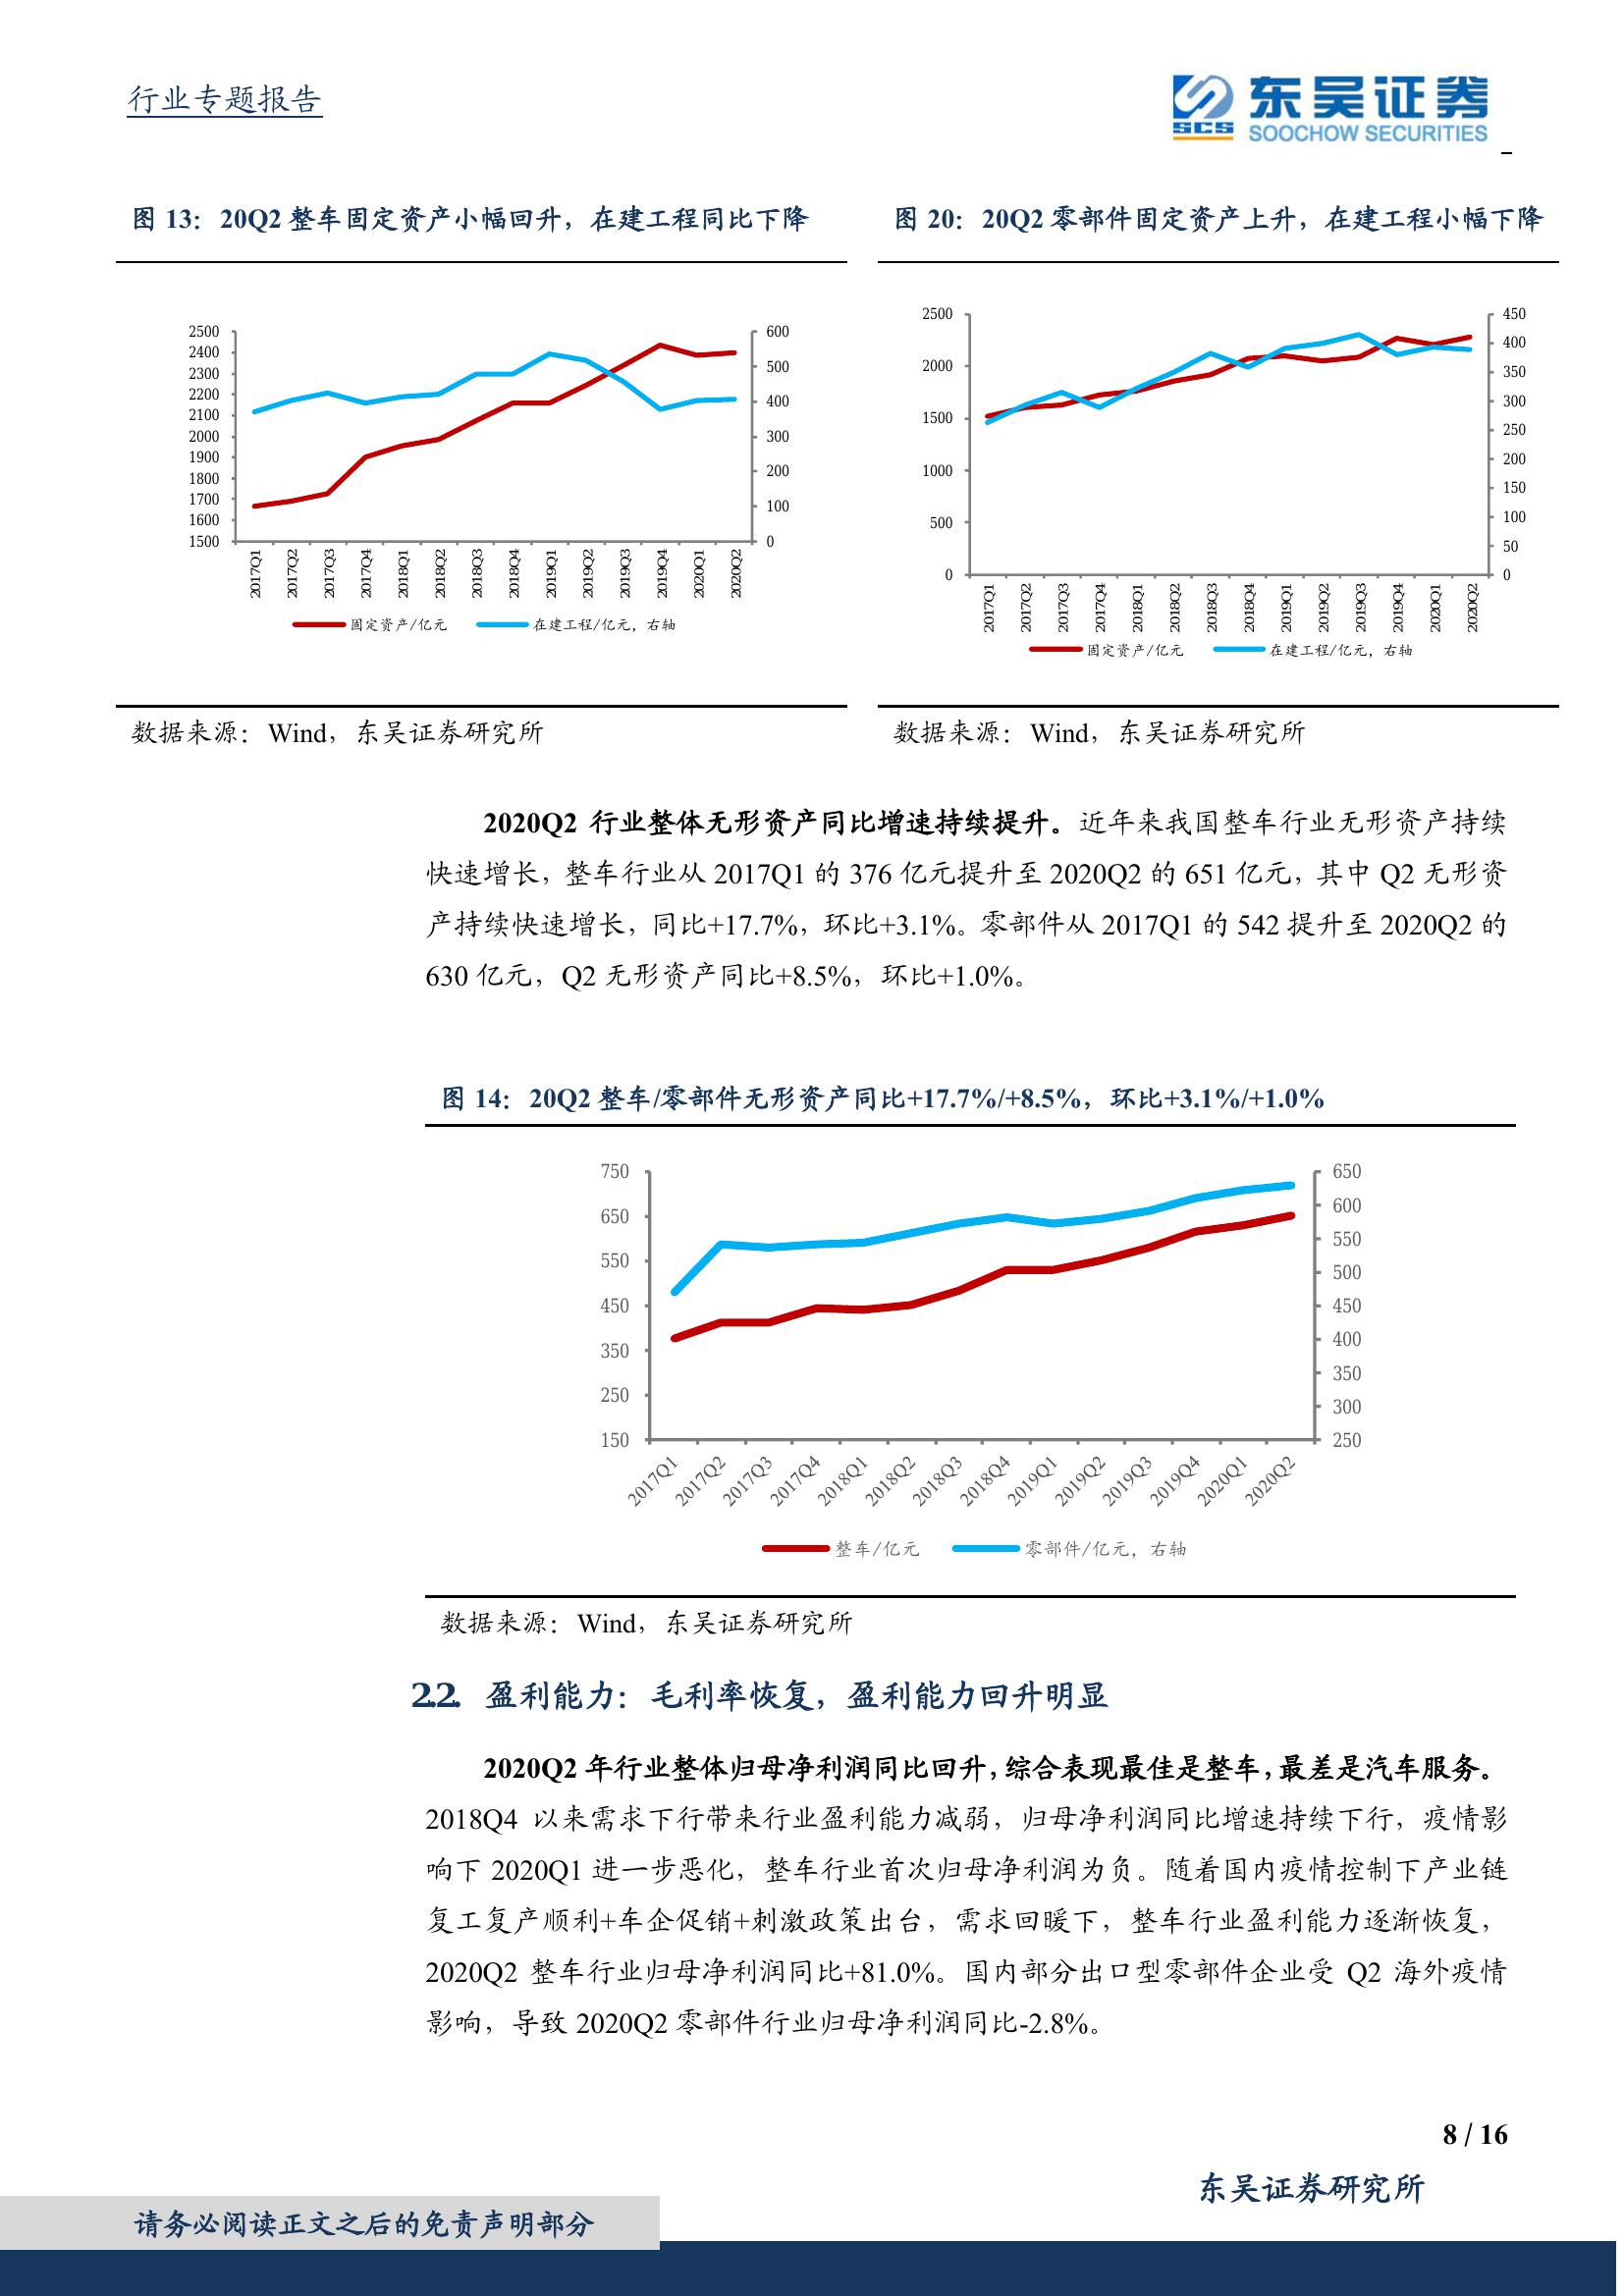 行业专题报告
东吴证券
SCS
SOOCHOW SECURITIES
图 13：20Q2 整车固定资产小幅回升，在建工程同比下降
2500
2400
2300
2200
2100
2000
1900
1800
1700
1600
1500
600
500
400
300
200
100
0
2017Q1
2017Q2
2017Q3
2017Q4
2018Q1
2018Q2
2018Q3
2018Q4
2019Q1
2019Q2
2019Q3
2019Q4
2020Q1
2020Q2
固定资产/亿元
在建工程/亿元，右轴
数据来源：Wind，东吴证券研究所
图 20：20Q2 零部件固定资产上升，在建工程小幅下降
2500
2000
1500
1000
500
0
450
400
350
300
250
200
150
100
50
0
2017Q1
2017Q2
2017Q3
2017Q4
2018Q1
2018Q2
2018Q3
2018Q4
2019Q1
2019Q2
2019Q3
2019Q4
2020Q1
2020Q2
固定资产/亿元
在建工程/亿元，右轴
数据来源：Wind，东吴证券研究所
2020Q2 行业整体无形资产同比增速持续提升。近年来我国整车行业无形资产持续
快速增长，整车行业从 2017Q1 的 376 亿元提升至 2020Q2 的 651 亿元，其中 Q2 无形资
产持续快速增长，同比+17.7%，环比+3.1%。零部件从 2017Q1 的 542 提升至 2020Q2 的
630 亿元，Q2 无形资产同比+8.5%，环比+1.0%。
图 14：20Q2 整车/零部件无形资产同比+17.7%/+8.5%，环比+3.1%/+1.0%
750
650
550
450
350
250
150
650
600
550
500
450
400
350
300
250
2017Q1
2017Q2
2017Q3
2017Q4
2018Q1
2018Q2
2018Q3
2018Q4
2019Q1
2019Q2
2019Q3
2019Q4
2020Q1
2020Q2
整车/亿元
零部件/亿元，右轴
数据来源：Wind，东吴证券研究所
2.2. 盈利能力：毛利率恢复，盈利能力回升明显
2020Q2 年行业整体归母净利润同比回升，综合表现最佳是整车，最差是汽车服务。
2018Q4 以来需求下行带来行业盈利能力减弱，归母净利润同比增速持续下行，疫情影
响下 2020Q1 进一步恶化，整车行业首次归母净利润为负。随着国内疫情控制下产业链
复工复产顺利+车企促销+刺激政策出台，需求回暖下，整车行业盈利能力逐渐恢复，
2020Q2 整车行业归母净利润同比+81.0%。国内部分出口型零部件企业受 Q2 海外疫情
影响，导致 2020Q2 零部件行业归母净利润同比-2.8%。
8 / 16
东吴证券研究所
请务必阅读正文之后的免责声明部分